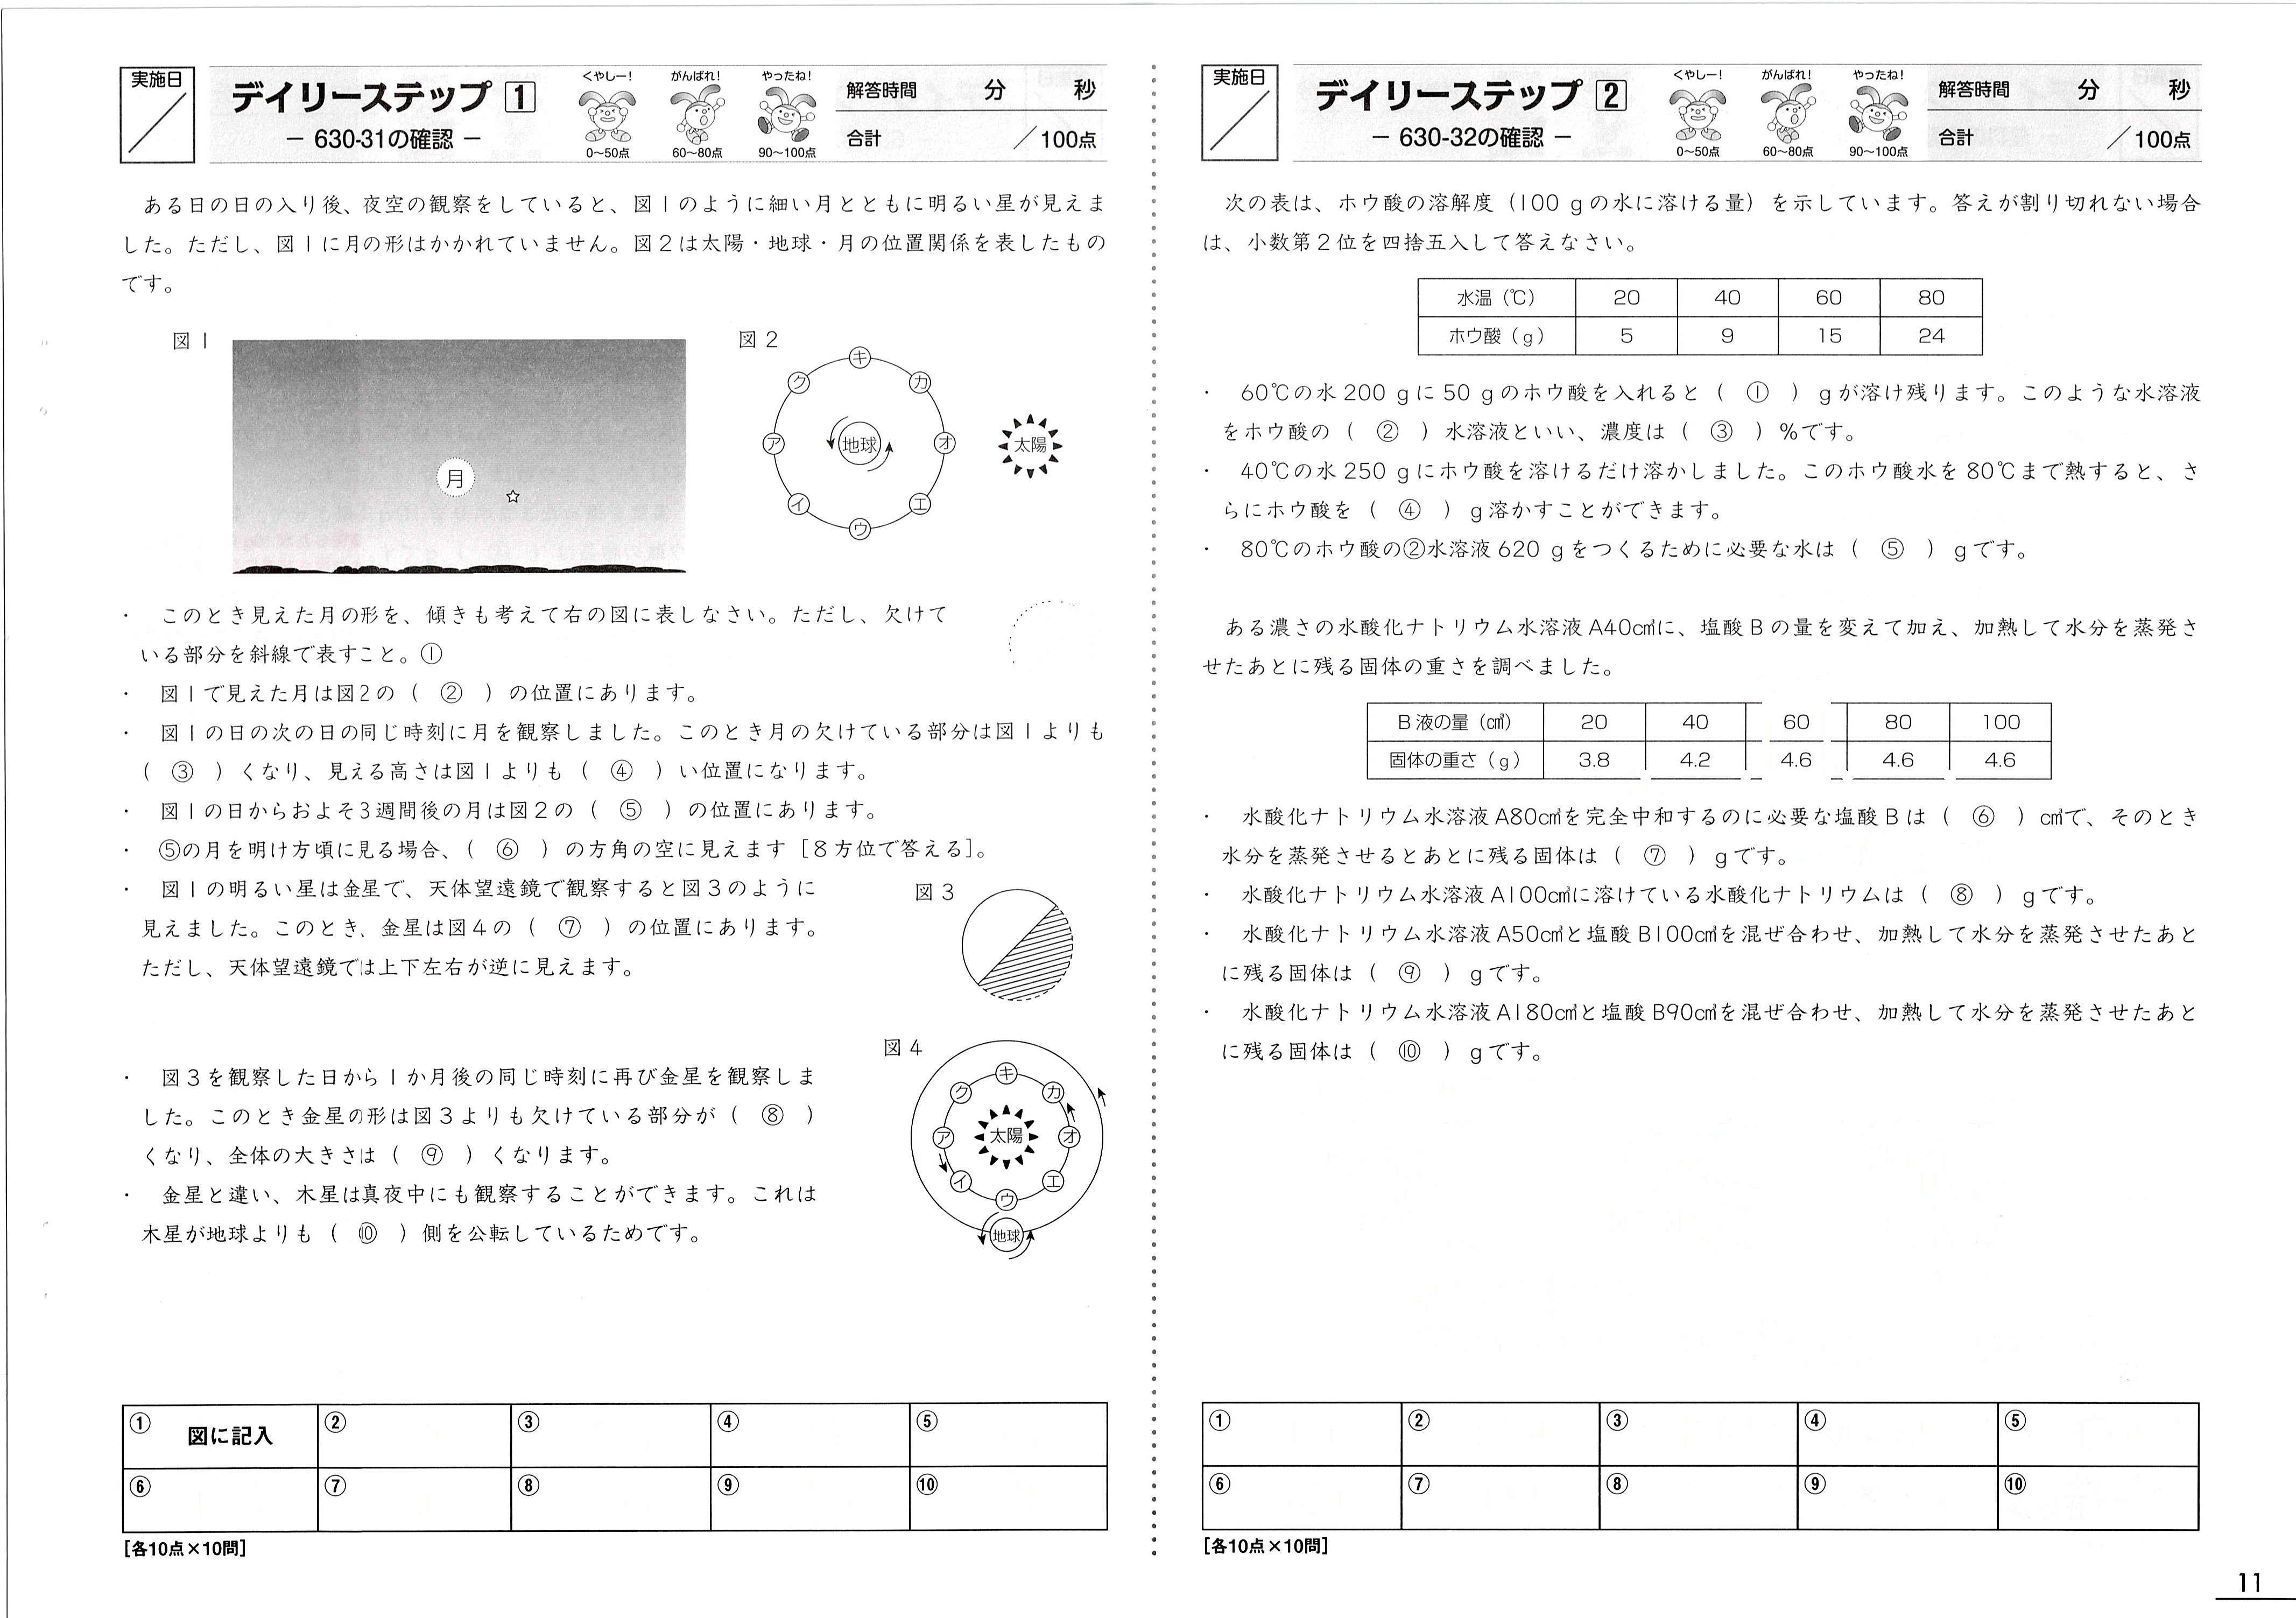 実施日
デイリーステップ 1
― 630-31の確認 ―
くやしー!
0～50点
がんばれ!
60～80点
やったね!
90～100点
解答時間 分 秒
合計 ／100点
ある日の日の入り後、夜空の観察をしていると、図1のように細い月とともに明るい星が見えま
した。ただし、図1に月の形はかかれていません。図2は太陽・地球・月の位置関係を表したもの
です。
図1
月
図2
キ
ク
カ
ア
地球
オ
太陽
イ
エ
ウ
・ このとき見えた月の形を、傾きも考えて右の図に表しなさい。ただし、欠けて
いる部分を斜線で表すこと。①
・ 図1で見えた月は図2の（ ② ）の位置にあります。
・ 図1の日の次の日の同じ時刻に月を観察しました。このとき月の欠けている部分は図1よりも
（ ③ ）くなり、見える高さは図1よりも（ ④ ）い位置になります。
・ 図1の日からおよそ3週間後の月は図2の（ ⑤ ）の位置にあります。
・ ⑤の月を明け方頃に見る場合、（ ⑥ ）の方角の空に見えます［8方位で答える］。
・ 図1の明るい星は金星で、天体望遠鏡で観察すると図3のように
見えました。このとき、金星は図4の（ ⑦ ）の位置にあります。
ただし、天体望遠鏡では上下左右が逆に見えます。
図3
・ 図3を観察した日から1か月後の同じ時刻に再び金星を観察しま
した。このとき金星の形は図3よりも欠けている部分が（ ⑧ ）
くなり、全体の大きさは（ ⑨ ）くなります。
・ 金星と違い、木星は真夜中にも観察することができます。これは
木星が地球よりも（ ⑩ ）側を公転しているためです。
図4
キ
ク
カ
ア
太陽
オ
イ
エ
ウ
地球
① 図に記入 ② ③ ④ ⑤
⑥ ⑦ ⑧ ⑨ ⑩
［各10点×10問］
実施日
デイリーステップ 2
― 630-32の確認 ―
くやしー!
0～50点
がんばれ!
60～80点
やったね!
90～100点
解答時間 分 秒
合計 ／100点
次の表は、ホウ酸の溶解度（100gの水に溶ける量）を示しています。答えが割り切れない場合
は、小数第2位を四捨五入して答えなさい。
水温（℃） 20 40 60 80
ホウ酸（g） 5 9 15 24
・ 60℃の水200gに50gのホウ酸を入れると（ ① ）gが溶け残ります。このような水溶液
をホウ酸の（ ② ）水溶液といい、濃度は（ ③ ）%です。
・ 40℃の水250gにホウ酸を溶けるだけ溶かしました。このホウ酸水を80℃まで熱すると、さ
らにホウ酸を（ ④ ）g溶かすことができます。
・ 80℃のホウ酸の②水溶液620gをつくるために必要な水は（ ⑤ ）gです。
ある濃さの水酸化ナトリウム水溶液A40㎤に、塩酸Bの量を変えて加え、加熱して水分を蒸発さ
せたあとに残る固体の重さを調べました。
B液の量（㎤） 20 40 60 80 100
固体の重さ（g） 3.8 4.2 4.6 4.6 4.6
・ 水酸化ナトリウム水溶液A80㎤を完全中和するのに必要な塩酸Bは（ ⑥ ）㎤で、そのとき
水分を蒸発させるとあとに残る固体は（ ⑦ ）gです。
・ 水酸化ナトリウム水溶液A100㎤に溶けている水酸化ナトリウムは（ ⑧ ）gです。
・ 水酸化ナトリウム水溶液A50㎤と塩酸B100㎤を混ぜ合わせ、加熱して水分を蒸発させたあと
に残る固体は（ ⑨ ）gです。
・ 水酸化ナトリウム水溶液A180㎤と塩酸B90㎤を混ぜ合わせ、加熱して水分を蒸発させたあと
に残る固体は（ ⑩ ）gです。
① ② ③ ④ ⑤
⑥ ⑦ ⑧ ⑨ ⑩
［各10点×10問］
11